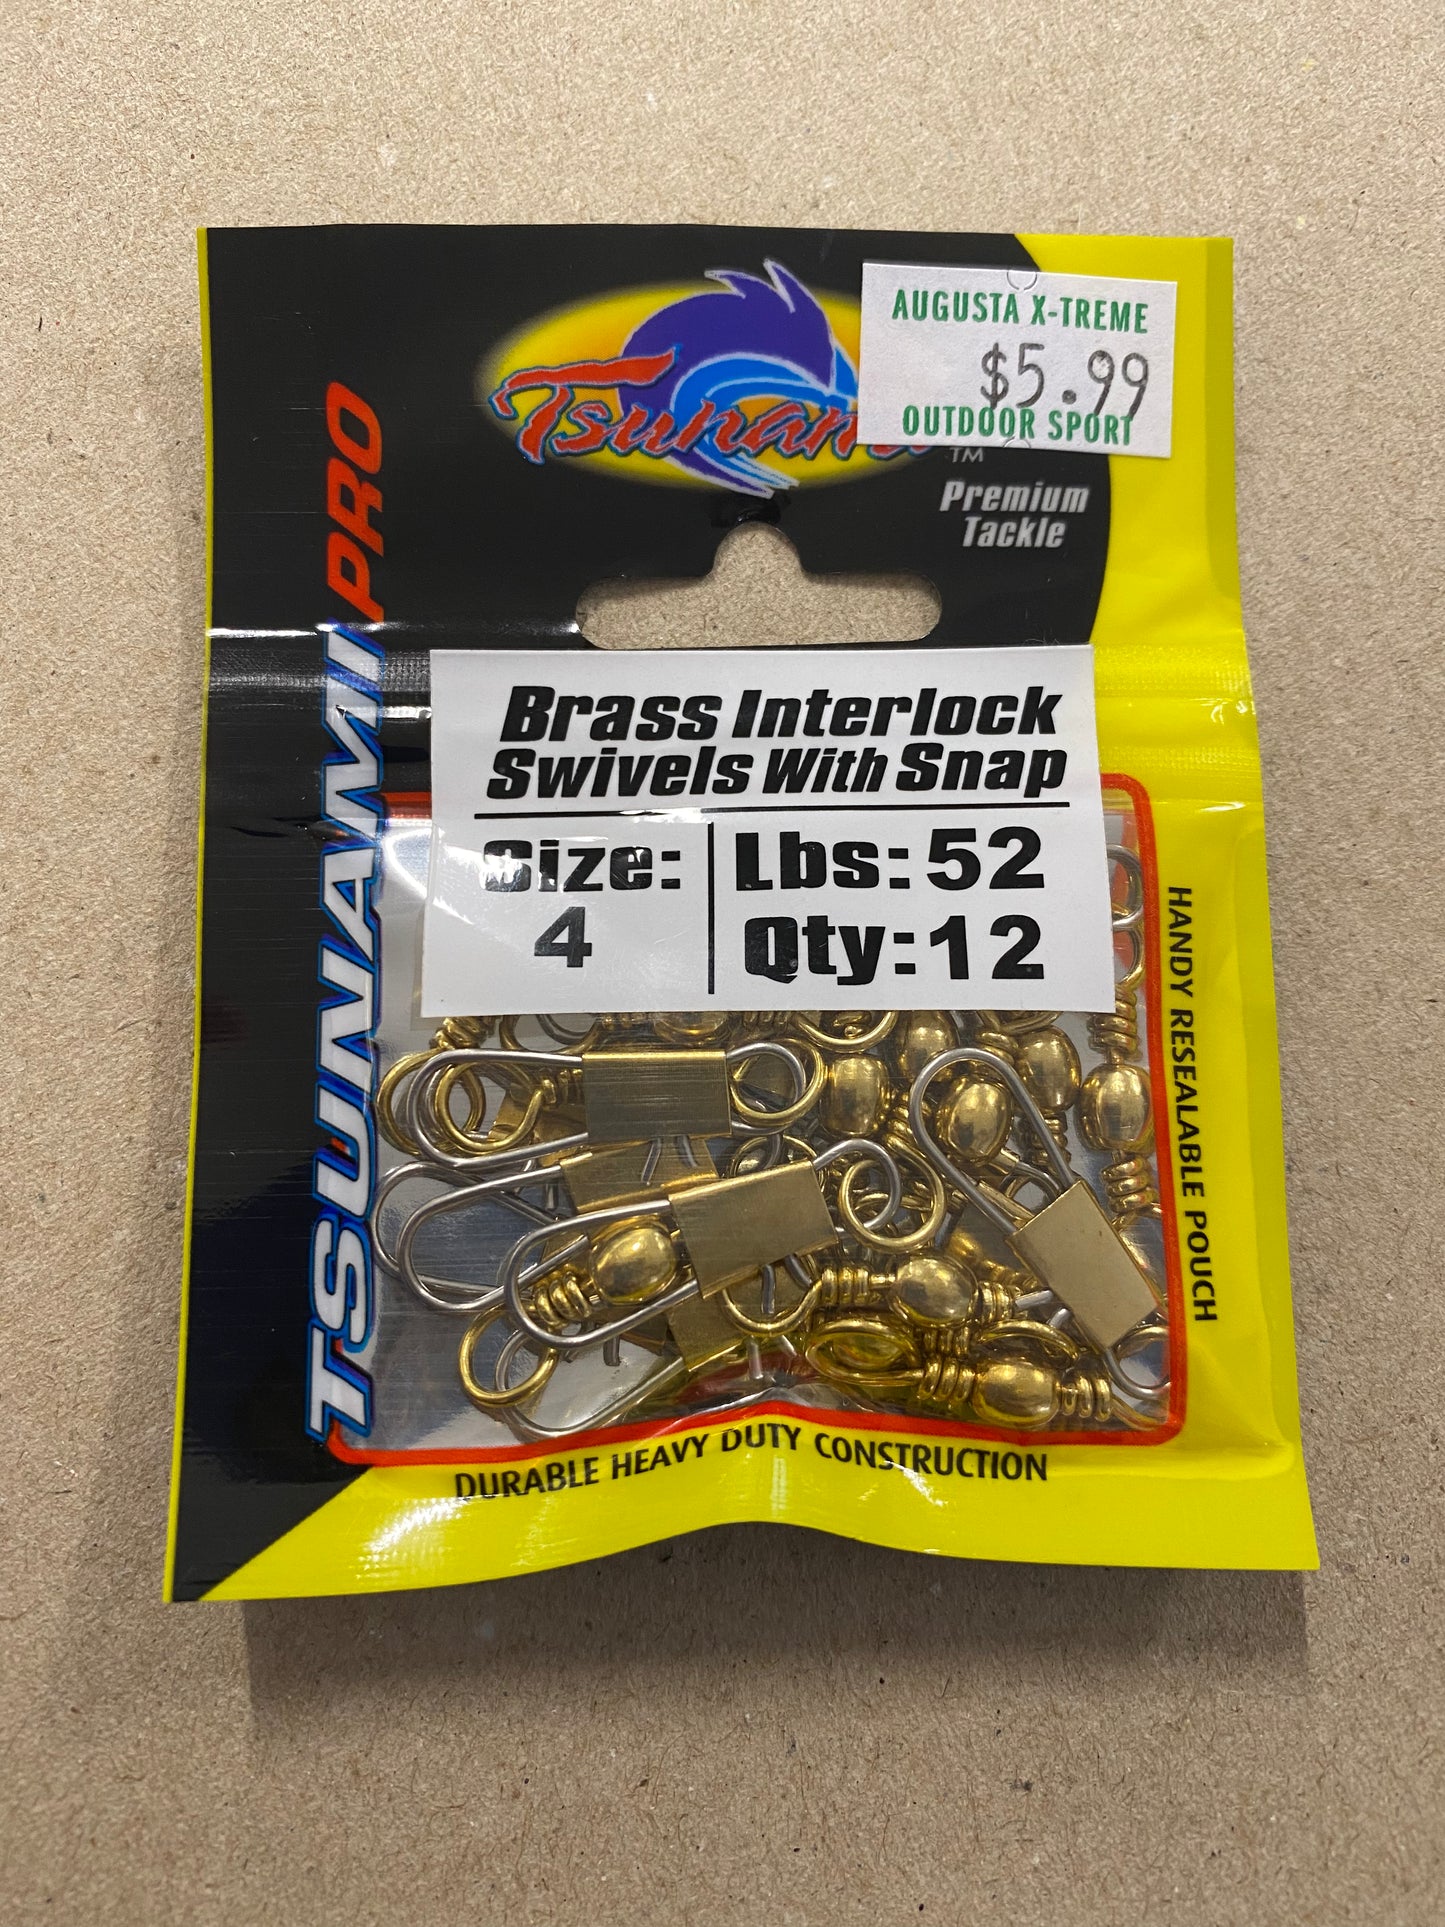 AUGUSTA X-TREME
$5.99
OUTDOOR SPORT
TM
Premium
Tackle
TSUNAMI PRO
Brass Interlock
Swivels With Snap
Size:
4
Lbs: 52
Qty: 12
HANDY RESEALABLE POUCH
DURABLE HEAVY DUTY CONSTRUCTION